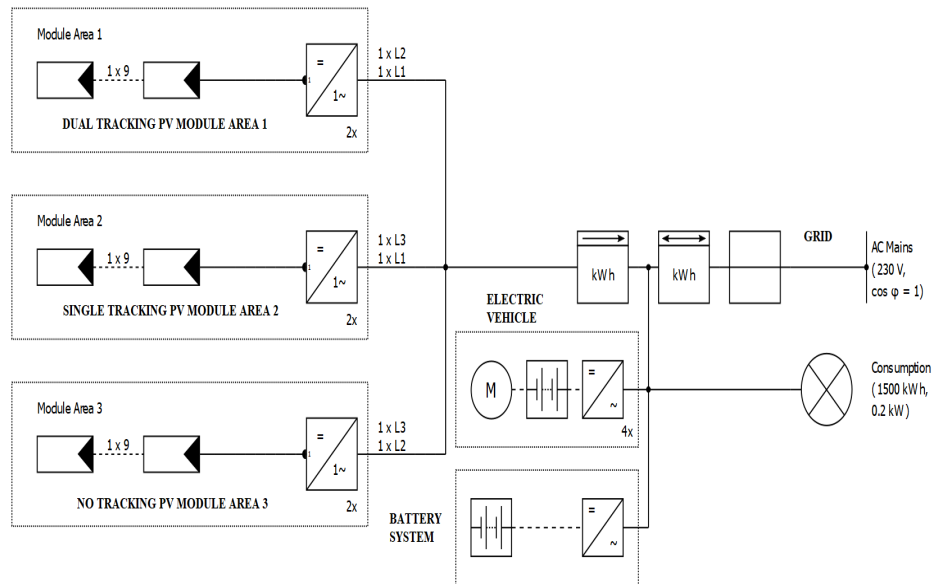 Module Area 1
1 x 9
=
1
1~
2x
1 x L2
1 x L1
DUAL TRACKING PV MODULE AREA 1
Module Area 2
1 x 9
=
1
1~
2x
1 x L3
1 x L1
SINGLE TRACKING PV MODULE AREA 2
Module Area 3
1 x 9
=
1
1~
2x
1 x L3
1 x L2
NO TRACKING PV MODULE AREA 3
kWh
kWh
GRID
AC Mains
(230 V,
cos φ = 1)
ELECTRIC
VEHICLE
M
=
~
4x
Consumption
(1500 kWh,
0.2 kW)
BATTERY
SYSTEM
=
~